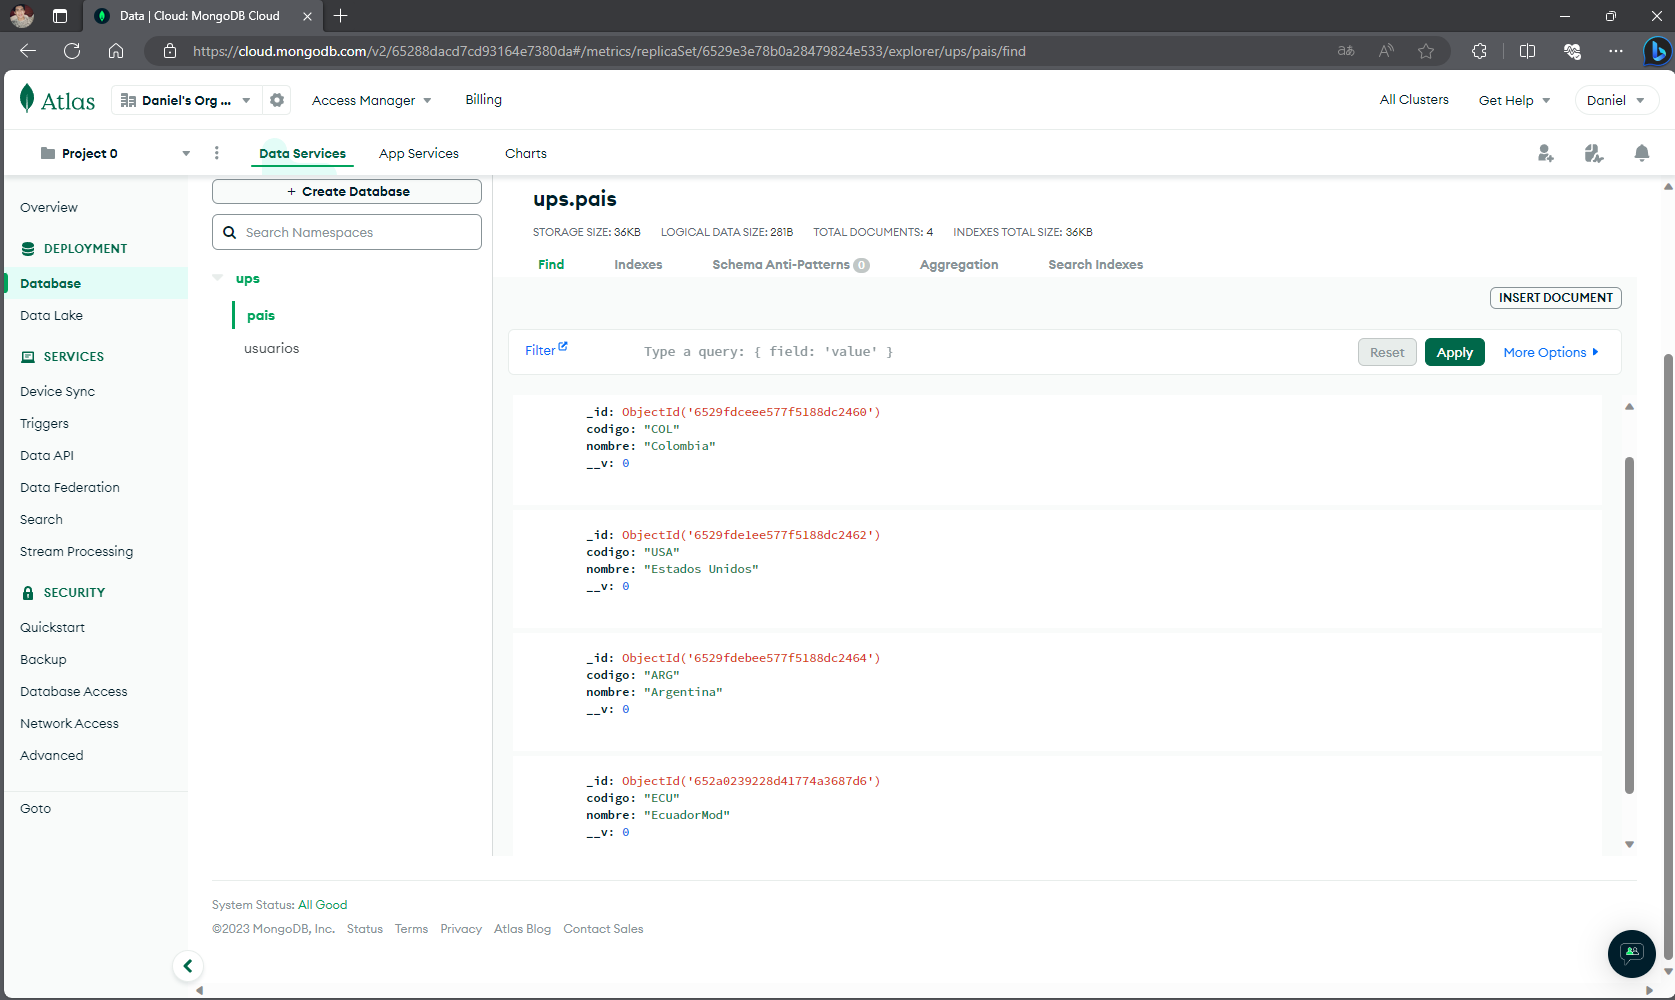 Data | Cloud: MongoDB Cloud
https://cloud.mongodb.com/v2/65288dacd7cd93164e7380da#/metrics/replicaSet/6529e3e78b0a28479824e533/explorer/ups/pais/find
Atlas
Daniel's Org ...
Access Manager
Billing
All Clusters
Get Help
Daniel
Project 0
Data Services
App Services
Charts
Overview
DEPLOYMENT
Database
Data Lake
SERVICES
Device Sync
Triggers
Data API
Data Federation
Search
Stream Processing
SECURITY
Quickstart
Backup
Database Access
Network Access
Advanced
Goto
+ Create Database
Search Namespaces
ups
pais
usuarios
ups.pais
STORAGE SIZE: 36KB LOGICAL DATA SIZE: 281B TOTAL DOCUMENTS: 4 INDEXES TOTAL SIZE: 36KB
Find Indexes Schema Anti-Patterns 0 Aggregation Search Indexes
INSERT DOCUMENT
Filter
Type a query: { field: 'value' }
Reset
Apply
More Options
_id: ObjectId('6529fdceee577f5188dc2460')
codigo: "COL"
nombre: "Colombia"
__v: 0
_id: ObjectId('6529fde1ee577f5188dc2462')
codigo: "USA"
nombre: "Estados Unidos"
__v: 0
_id: ObjectId('6529fdebee577f5188dc2464')
codigo: "ARG"
nombre: "Argentina"
__v: 0
_id: ObjectId('652a0239228d41774a3687d6')
codigo: "ECU"
nombre: "EcuadorMod"
__v: 0
System Status: All Good
©2023 MongoDB, Inc. Status Terms Privacy Atlas Blog Contact Sales